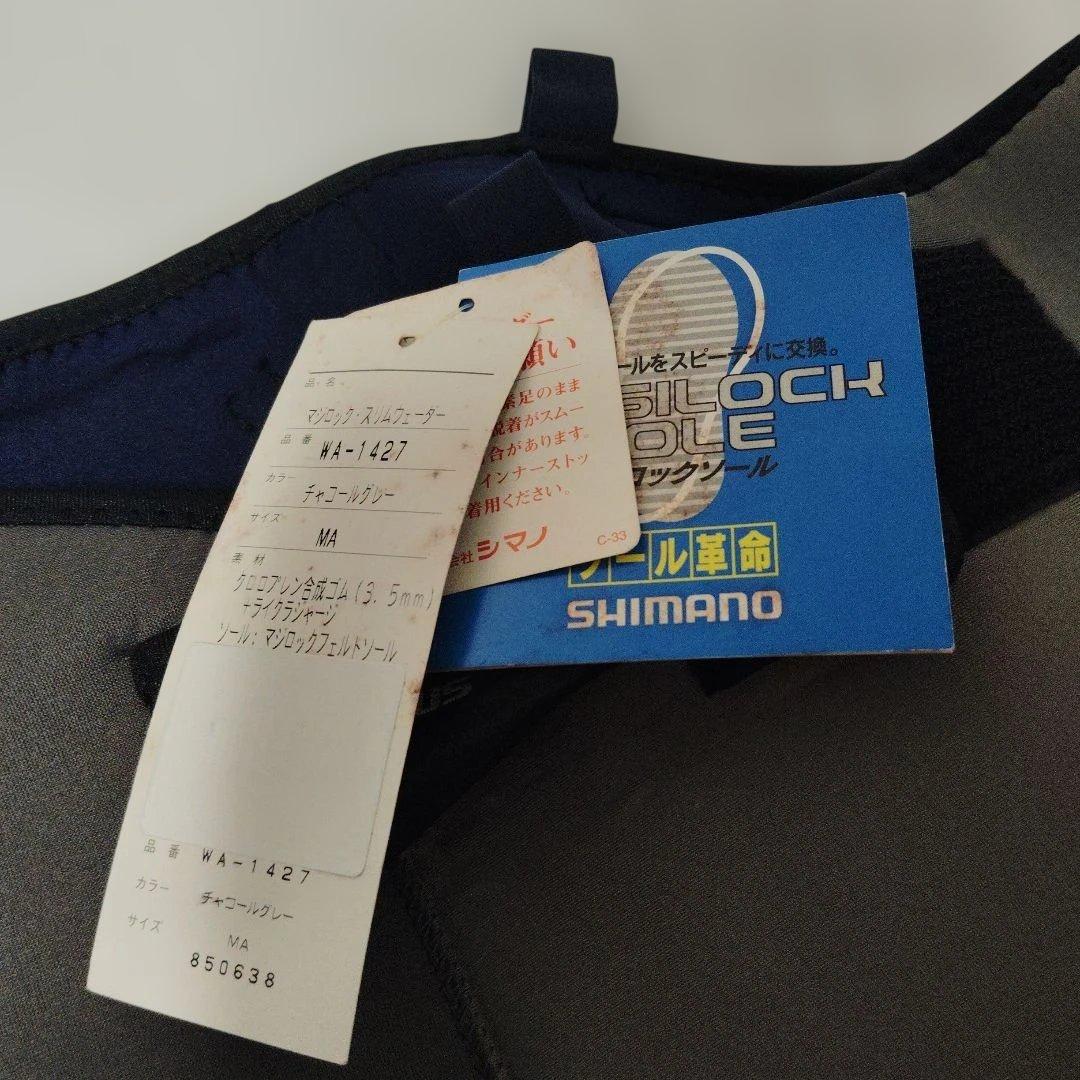 品名
マジロック・スリムウェーダー
品番
WA-1427
カラー
チャコールグレー
サイズ
MA
素材
クロロプレン合成ゴム(3.5mm)
+ライクラジャージ
ソール:マジロックフェルトソール
品番 WA-1427
カラー チャコールグレー
サイズ MA
850638
願い
素足のまま
脱着がスムー
合があります。
インナーストッ
着用ください。
会社シマノ
C-33
ールをスピーディに交換。
SILOCK
OLE
ロックソール
ソール革命
SHIMANO